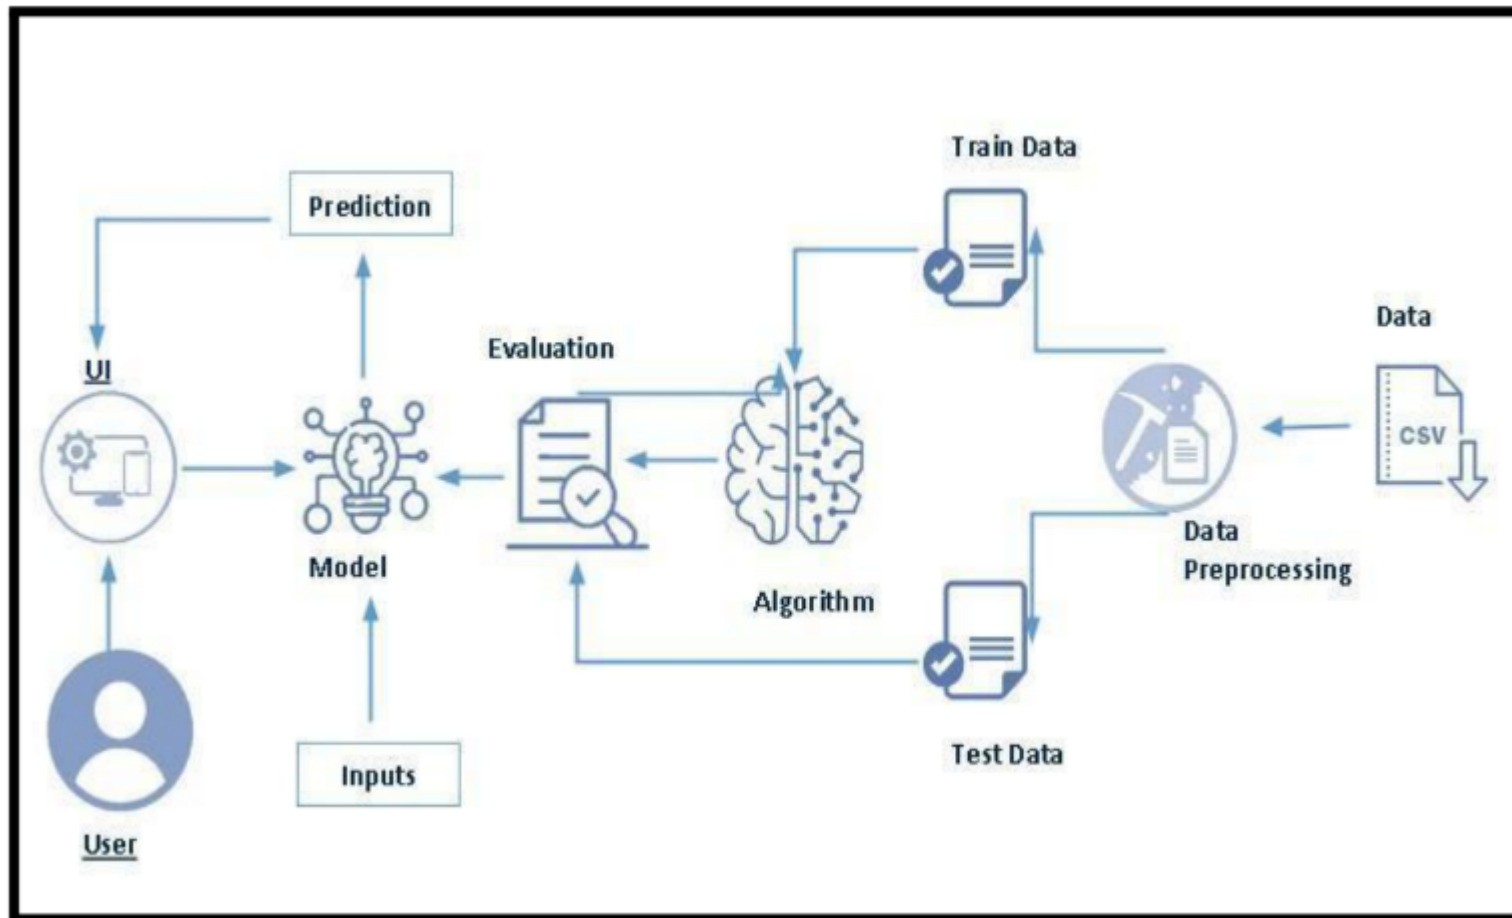 Train Data
Prediction
Data
Evaluation
UI
CSV
Data
Preprocessing
Model
Algorithm
Test Data
Inputs
User